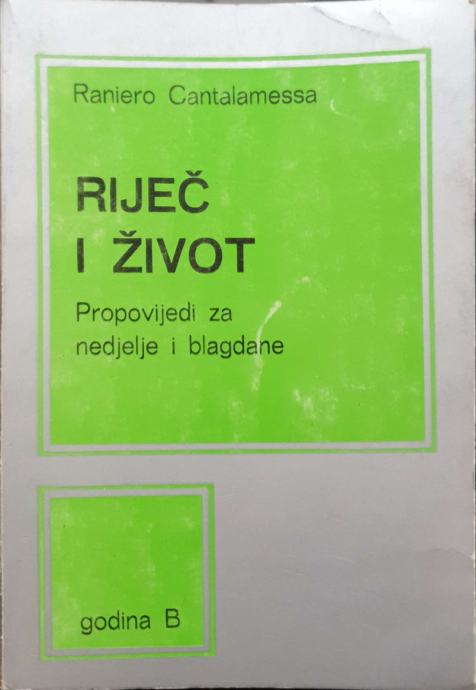 Raniero Cantalamessa
RIJEČ
I ŽIVOT
Propovijedi za
nedjelje i blagdane
godina B